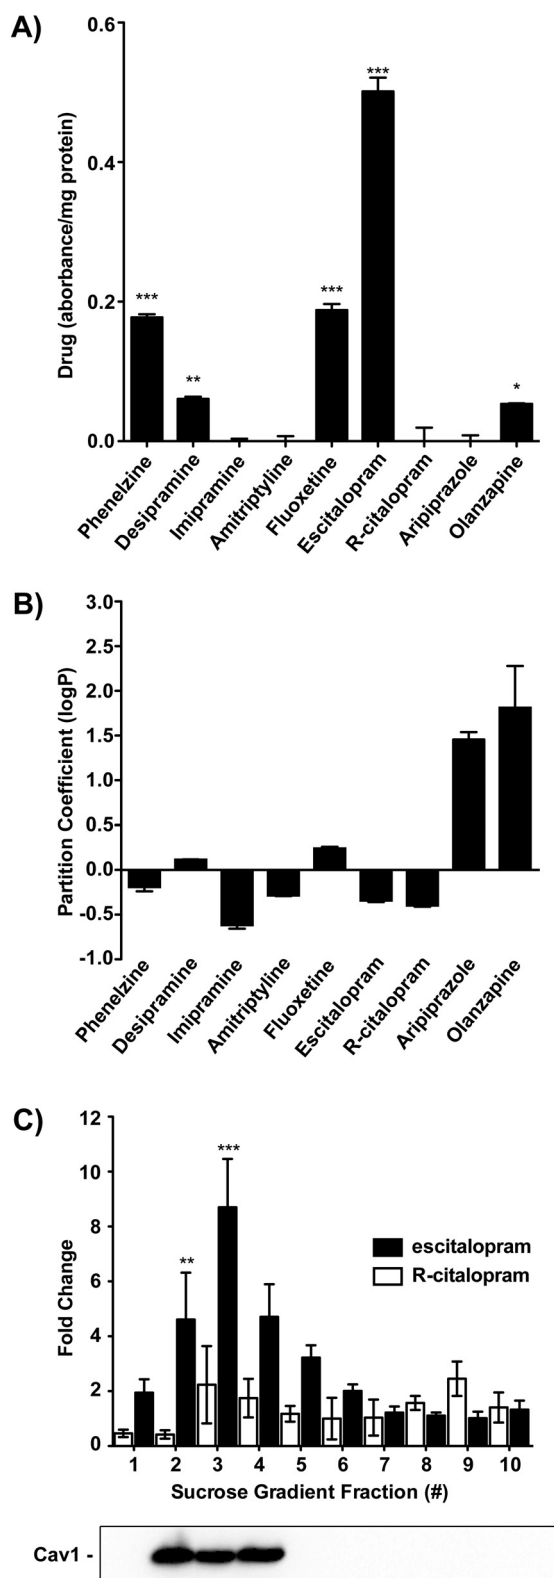 A)
Drug (aborbance/mg protein)
0.6
0.4
0.2
0.0
***
**
***
***
*
Phenelzine
Desipramine
Imipramine
Amitriptyline
Fluoxetine
Escitalopram
R-citalopram
Aripiprazole
Olanzapine
B)
Partition Coefficient (logP)
3.0
2.5
2.0
1.5
1.0
0.5
0.0
-0.5
-1.0
Phenelzine
Desipramine
Imipramine
Amitriptyline
Fluoxetine
Escitalopram
R-citalopram
Aripiprazole
Olanzapine
C)
Fold Change
12
10
8
6
4
2
0
**
***
escitalopram
R-citalopram
1 2 3 4 5 6 7 8 9 10
Sucrose Gradient Fraction (#)
Cav1 -